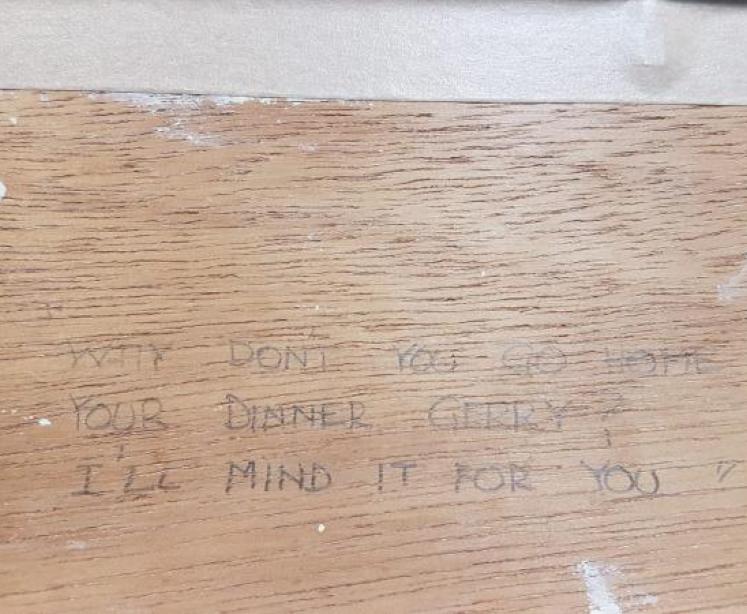 WHY DON'T YOU GO HOME
YOUR DINNER, GERRY?
I'LL MIND IT FOR YOU "